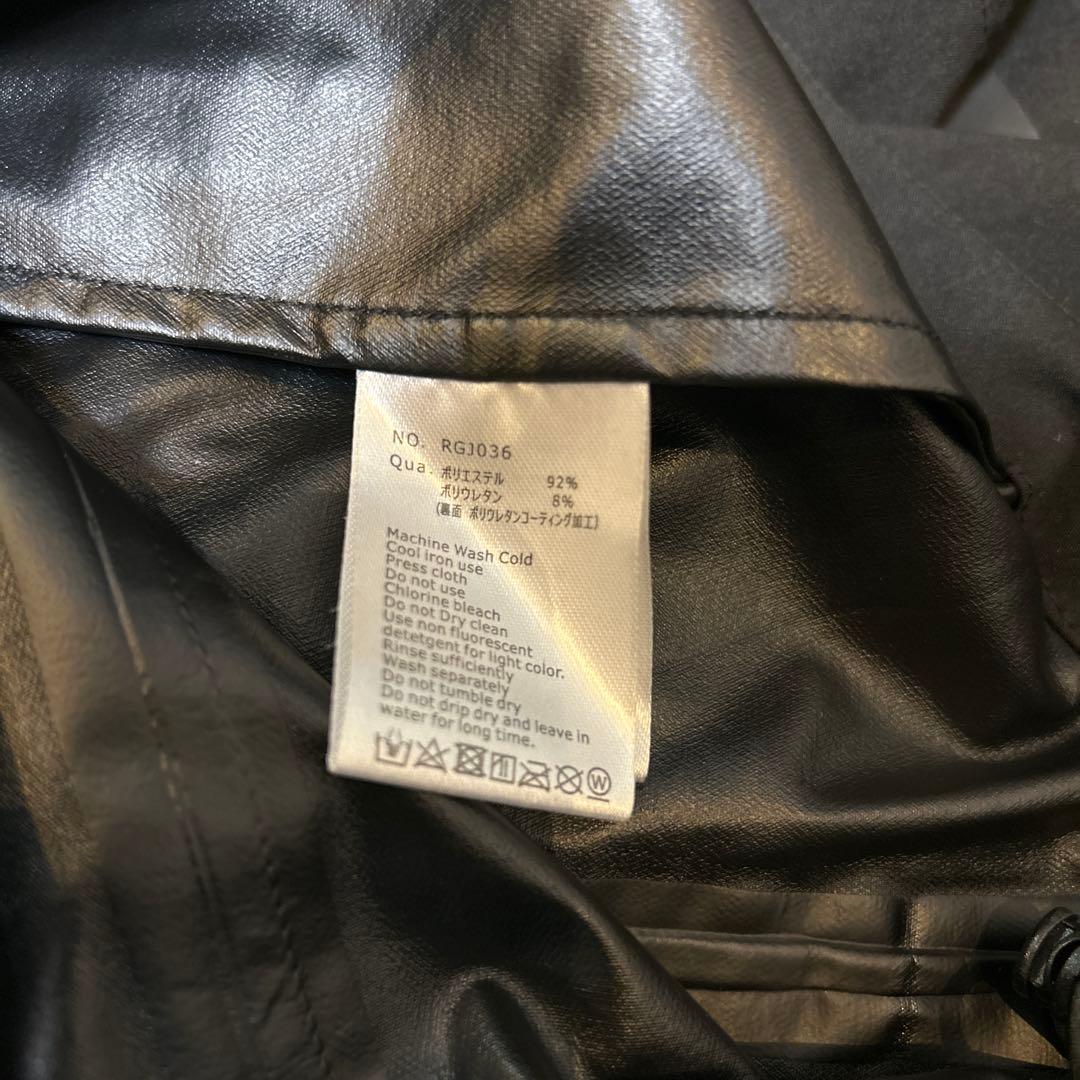 NO. RGJ036
Qua. ポリエステル 92%
ポリウレタン 8%
(裏面 ポリウレタンコーティング加工)
Machine Wash Cold
Cool iron use
Press cloth
Do not use
Chlorine bleach
Do not Dry clean
Use non fluorescent
detetgent for light color.
Rinse sufficiently
Wash separately
Do not tumble dry
Do not drip dry and leave in
water for long time.
W